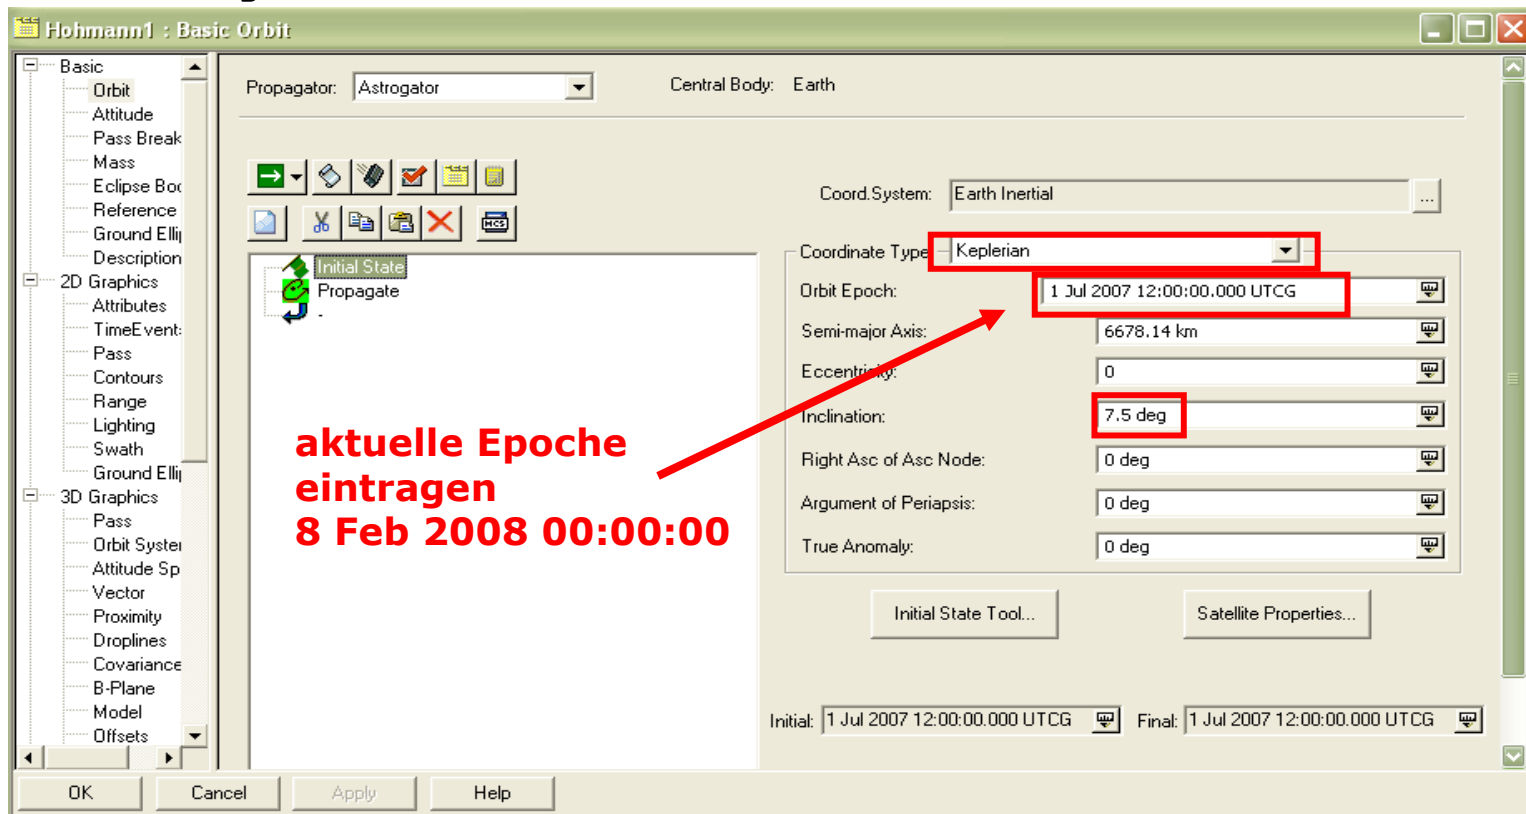 Hohmann1 : Basic Orbit
Basic
Orbit
Attitude
Pass Break
Mass
Eclipse Bo
Reference
Ground Elli
Description
2D Graphics
Attributes
TimeEvent
Pass
Contours
Range
Lighting
Swath
Ground Elli
3D Graphics
Pass
Orbit System
Attitude Sp
Vector
Proximity
Droplines
Covariance
B-Plane
Model
Offsets
Propagator: Astrogator Central Body: Earth
MCS
Initial State
Propagate
-
Coord.System: Earth Inertial ...
Coordinate Type Keplerian
Orbit Epoch: 1 Jul 2007 12:00:00.000 UTCG
Semi-major Axis: 6678.14 km
Eccentricity: 0
Inclination: 7.5 deg
Right Asc of Asc Node: 0 deg
Argument of Periapsis: 0 deg
True Anomaly: 0 deg
aktuelle Epoche
eintragen
8 Feb 2008 00:00:00
Initial State Tool... Satellite Properties...
Initial: 1 Jul 2007 12:00:00.000 UTCG Final: 1 Jul 2007 12:00:00.000 UTCG
OK Cancel Apply Help